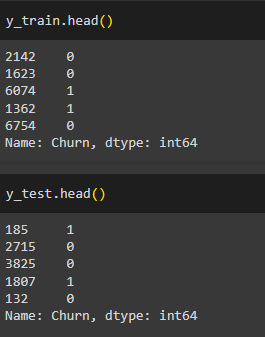 y_train.head()
2142    0
1623    0
6074    1
1362    1
6754    0
Name: Churn, dtype: int64
y_test.head()
185     1
2715    0
3825    0
1807    1
132     0
Name: Churn, dtype: int64